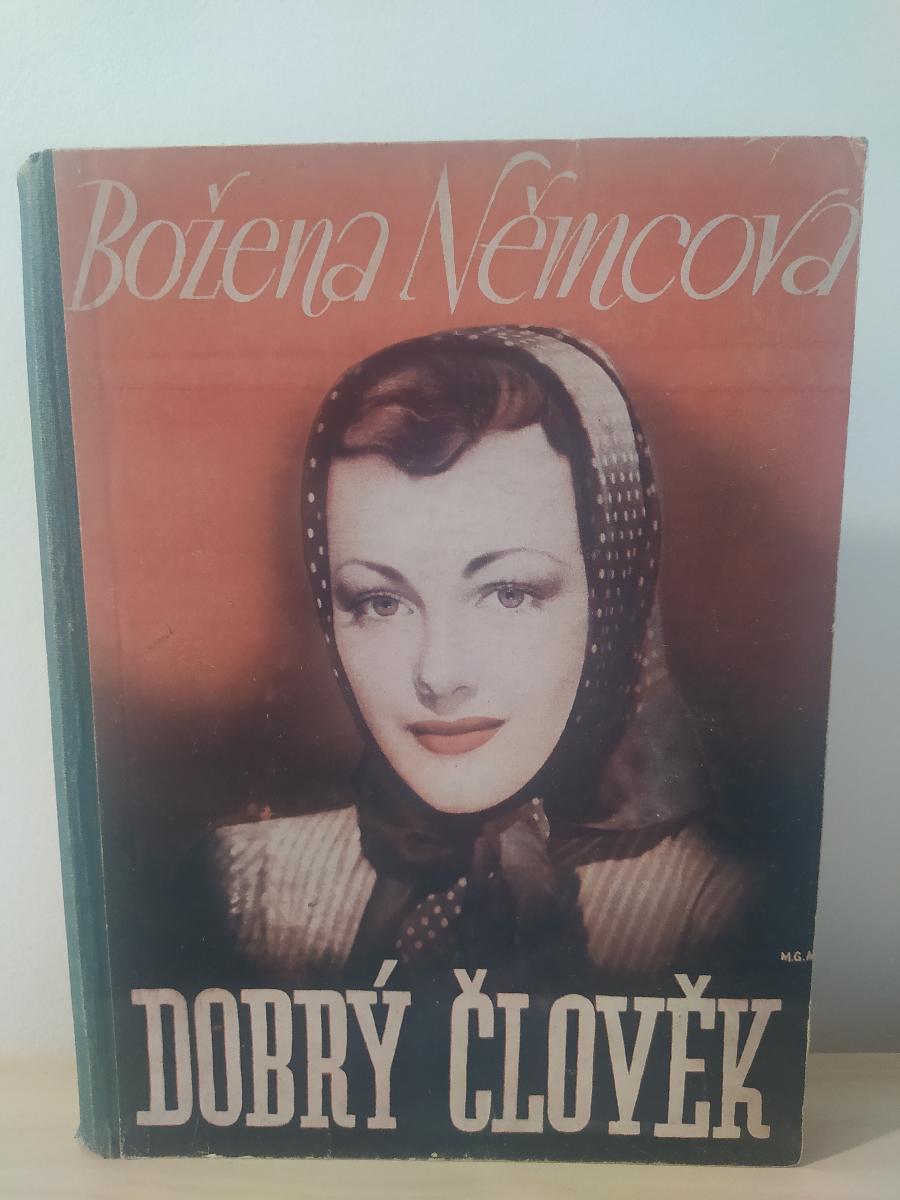 Božena Němcová
M.G.M
DOBRÝ ČLOVĚK